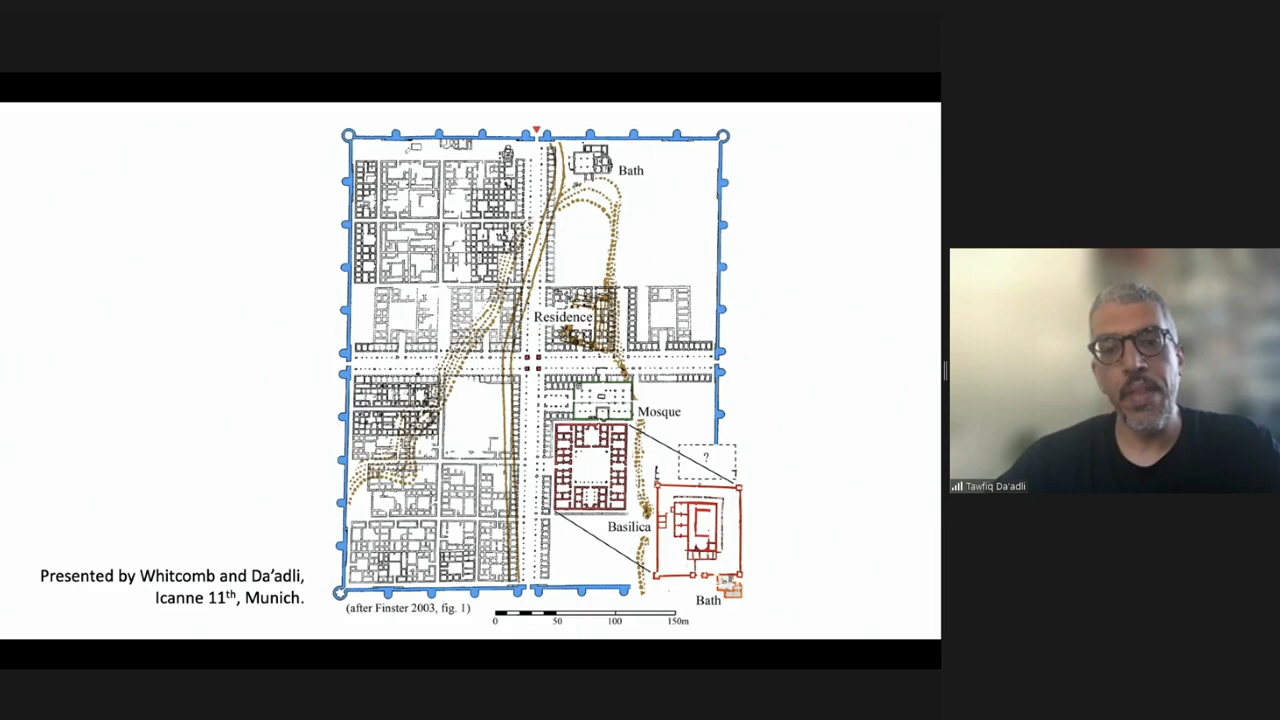 Bath
Residence
Mosque
?
Basilica
Bath
Presented by Whitcomb and Da'adli,
Icanne 11th, Munich.
(after Finster 2003, fig. 1)
0 50 100 150m
Tawfiq Da'adli